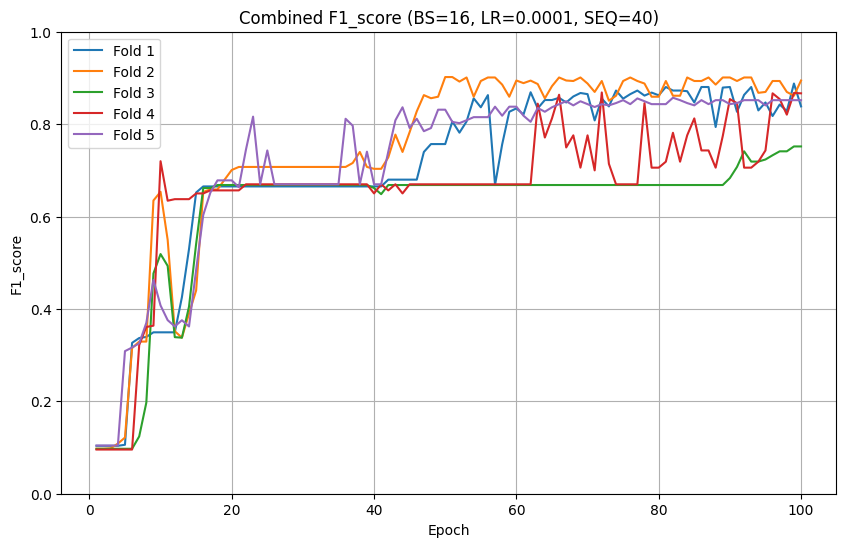 Combined F1_score (BS=16, LR=0.0001, SEQ=40)
Fold 1
Fold 2
Fold 3
Fold 4
Fold 5
F1_score
1.0
0.8
0.6
0.4
0.2
0.0
0 20 40 60 80 100
Epoch